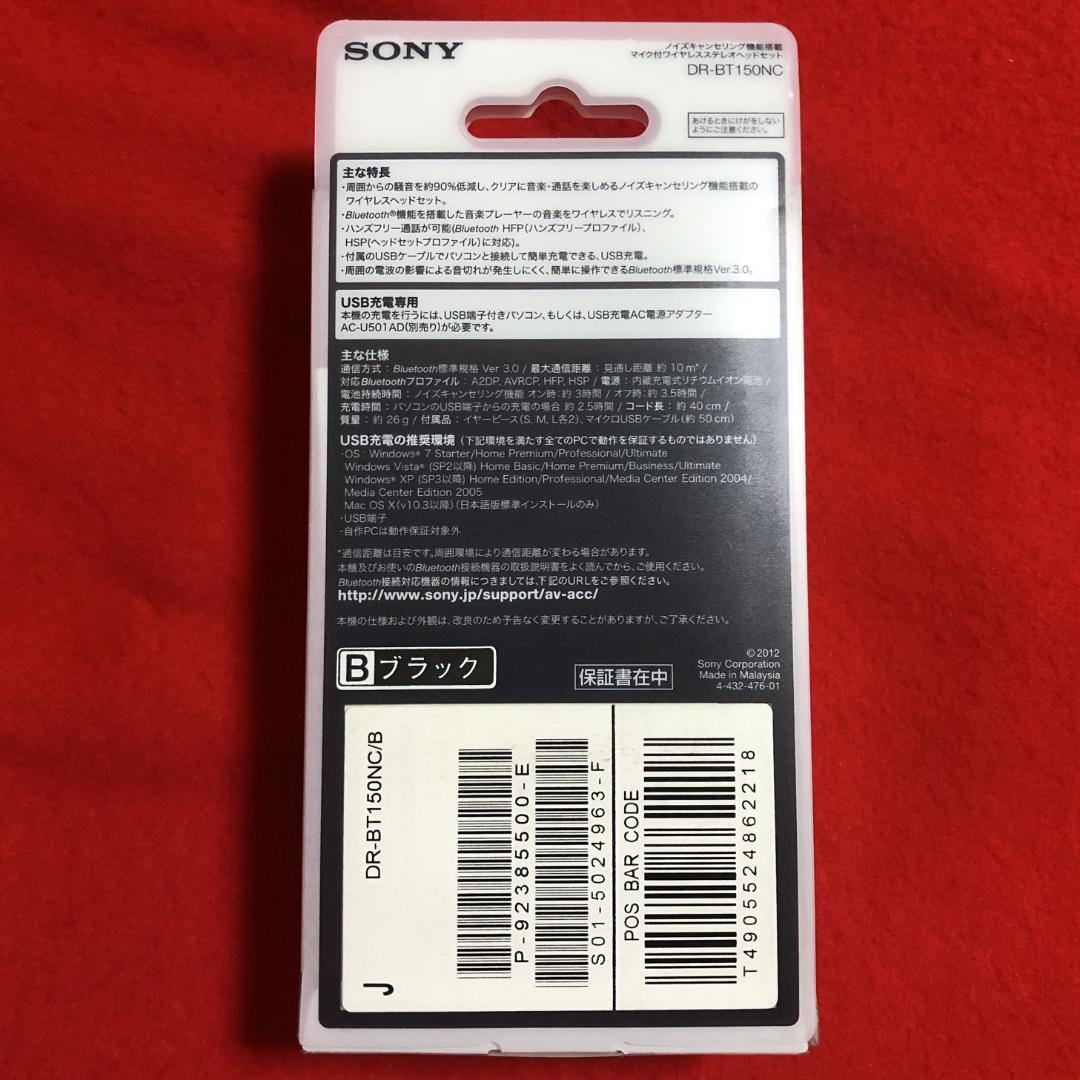 SONY
ノイズキャンセリング機能搭載
マイク付ワイヤレスステレオヘッドセット
DR-BT150NC
あけるときにけがをしない
ようにご注意ください。
主な特長
・周囲からの騒音を約90%低減し、クリアに音楽・通話を楽しめるノイズキャンセリング機能搭載の
ワイヤレスヘッドセット。
・Bluetooth®機能を搭載した音楽プレーヤーの音楽をワイヤレスでリスニング。
・ハンズフリー通話が可能(Bluetooth HFP(ハンズフリープロファイル)、
HSP(ヘッドセットプロファイル)に対応)。
・付属のUSBケーブルでパソコンと接続して簡単充電できる、USB充電。
・周囲の電波の影響による音切れが発生しにくく、簡単に操作できるBluetooth標準規格Ver.3.0。
USB充電専用
本機の充電を行うには、USB端子付きパソコン、もしくは、USB充電AC電源アダプター
AC-U501AD(別売り)が必要です。
主な仕様
通信方式：Bluetooth標準規格 Ver 3.0 / 最大通信距離：見通し距離 約 10 m* /
対応Bluetoothプロファイル：A2DP, AVRCP, HFP, HSP / 電源：内蔵充電式リチウムイオン電池 /
電池持続時間：ノイズキャンセリング機能 オン時：約 3時間 / オフ時：約 3.5時間 /
充電時間：パソコンのUSB端子からの充電の場合 約 2.5時間 / コード長：約 40 cm /
質量：約 26 g / 付属品：イヤーピース(S, M, L各2)、マイクロUSBケーブル(約 50 cm)
USB充電の推奨環境 (下記環境を満たす全てのPCで動作を保証するものではありません)
・OS：Windows® 7 Starter/Home Premium/Professional/Ultimate
Windows Vista® (SP2以降) Home Basic/Home Premium/Business/Ultimate
Windows® XP (SP3以降) Home Edition/Professional/Media Center Edition 2004/
Media Center Edition 2005
Mac OS X(v10.3以降)(日本語版標準インストールのみ)
・USB端子
・自作PCは動作保証対象外
*通信距離は目安です。周囲環境により通信距離が変わる場合があります。
本機及びお使いのBluetooth接続機器の取扱説明書をよく読んでから、ご使用ください。
Bluetooth接続対応機器の情報につきましては、下記のURLをご参照ください。
http://www.sony.jp/support/av-acc/
本機の仕様および外観は、改良のため予告なく変更することがありますが、ご了承ください。
B ブラック
保証書在中
©2012
Sony Corporation
Made in Malaysia
4-432-476-01
DR-BT150NC/B
J
P-92385500-E
S01-5024963-F
POS BAR CODE
T4905524862218